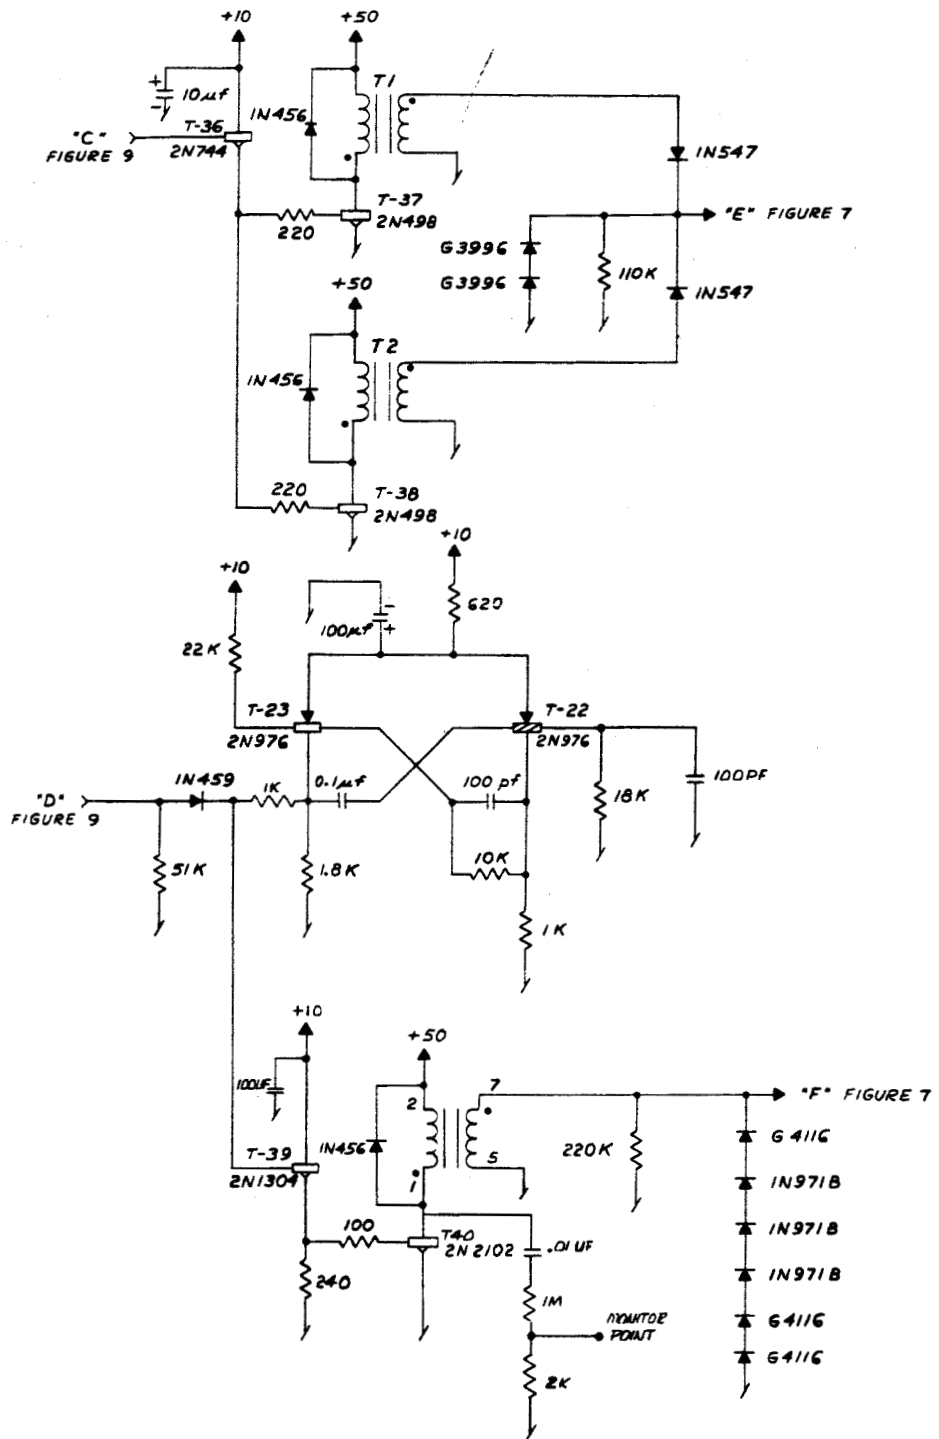 +10
+50
+
-
10µf
T1
1N456
T-36
"C"
FIGURE 9
2N744
1N547
T-37
220
2N498
"E" FIGURE 7
G3996
G3996
110K
1N547
+50
T2
1N456
220
T-38
2N498
+10
+10
620
-
100µf
+
22K
T-23
2N976
T-22
2N976
1N459
1K
0.1µf
100 pf
18K
100PF
"D"
FIGURE 9
51K
1.8K
10K
1K
+10
+50
100UF
2
7
"F" FIGURE 7
1N456
220K
G4116
T-39
2N1304
1
5
1N971B
100
T40
2N2102
.01UF
1N971B
240
1M
1N971B
MONITOR
POINT
G4116
2K
G4116